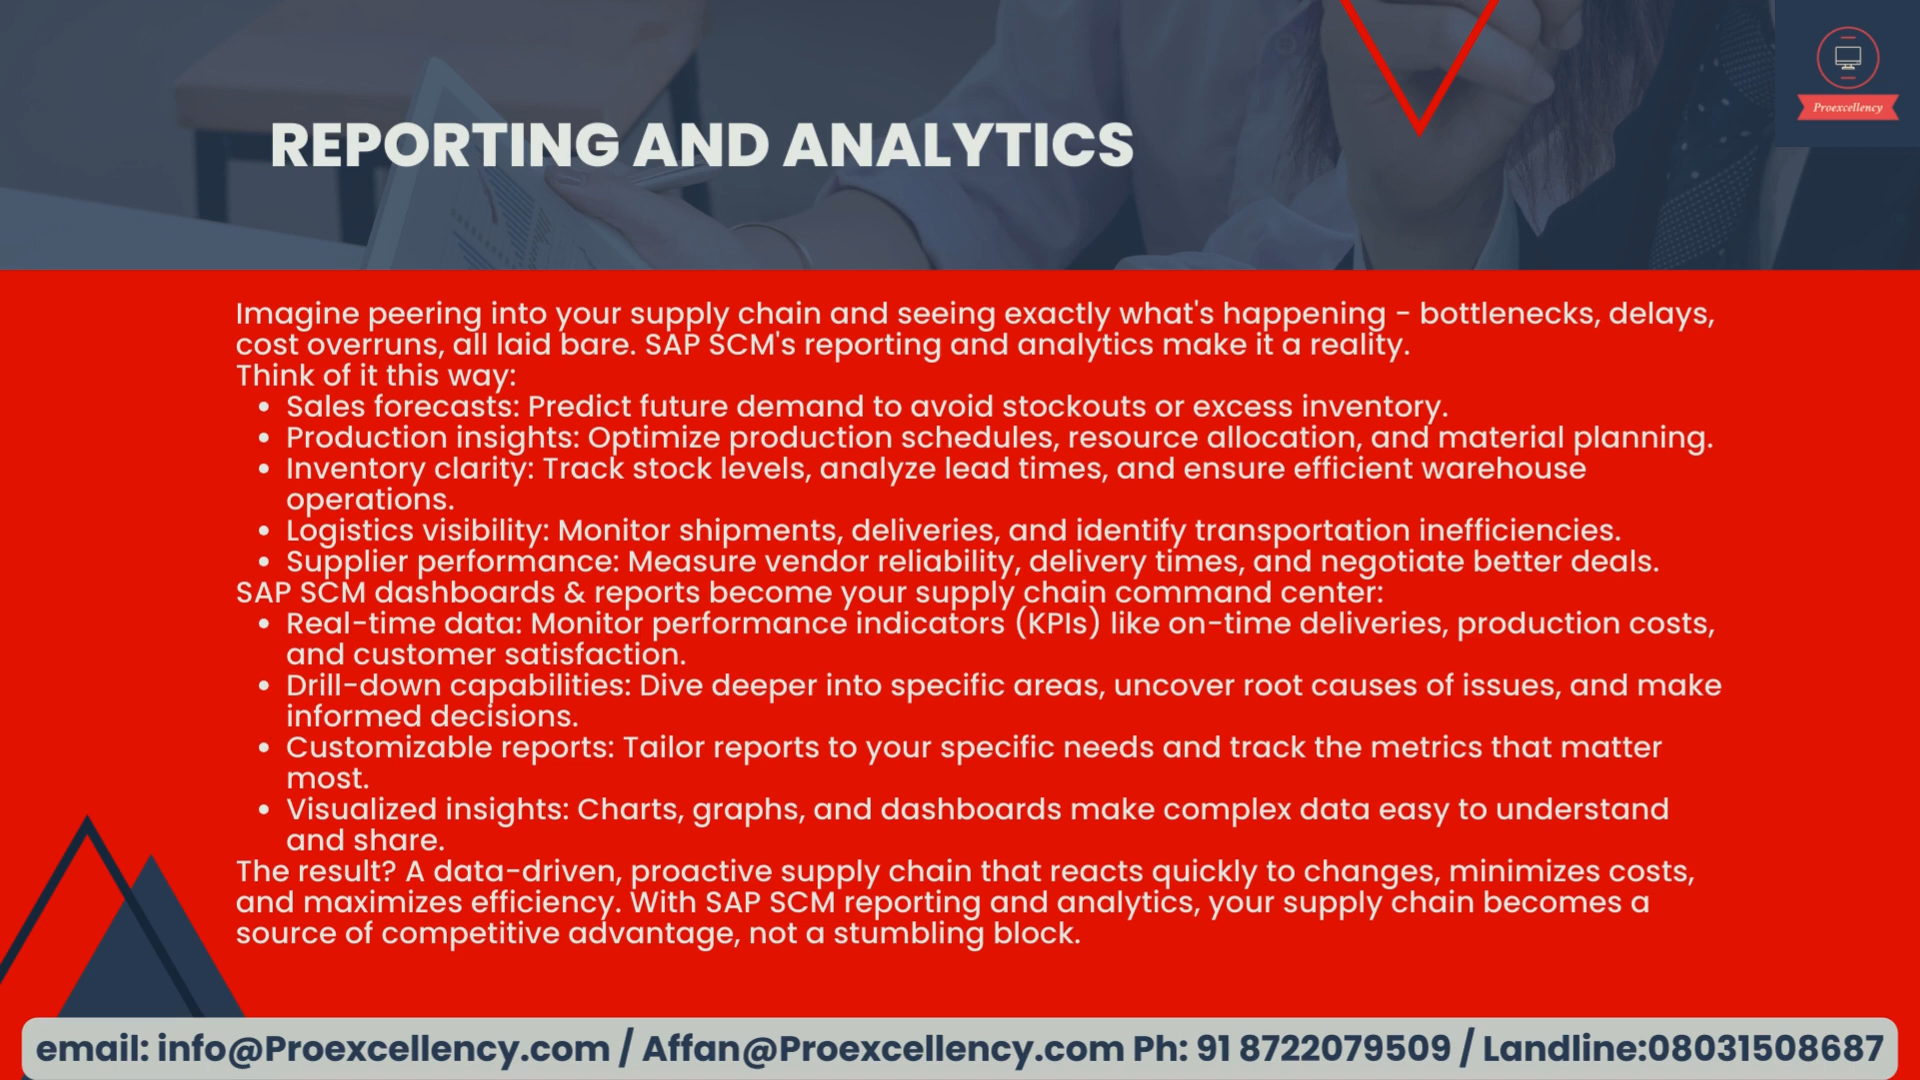 Proexcellency
REPORTING AND ANALYTICS
Imagine peering into your supply chain and seeing exactly what's happening - bottlenecks, delays,
cost overruns, all laid bare. SAP SCM's reporting and analytics make it a reality.
Think of it this way:
• Sales forecasts: Predict future demand to avoid stockouts or excess inventory.
• Production insights: Optimize production schedules, resource allocation, and material planning.
• Inventory clarity: Track stock levels, analyze lead times, and ensure efficient warehouse
operations.
• Logistics visibility: Monitor shipments, deliveries, and identify transportation inefficiencies.
• Supplier performance: Measure vendor reliability, delivery times, and negotiate better deals.
SAP SCM dashboards & reports become your supply chain command center:
• Real-time data: Monitor performance indicators (KPIs) like on-time deliveries, production costs,
and customer satisfaction.
• Drill-down capabilities: Dive deeper into specific areas, uncover root causes of issues, and make
informed decisions.
• Customizable reports: Tailor reports to your specific needs and track the metrics that matter
most.
• Visualized insights: Charts, graphs, and dashboards make complex data easy to understand
and share.
The result? A data-driven, proactive supply chain that reacts quickly to changes, minimizes costs,
and maximizes efficiency. With SAP SCM reporting and analytics, your supply chain becomes a
source of competitive advantage, not a stumbling block.
email: info@Proexcellency.com / Affan@Proexcellency.com Ph: 91 8722079509 / Landline:08031508687